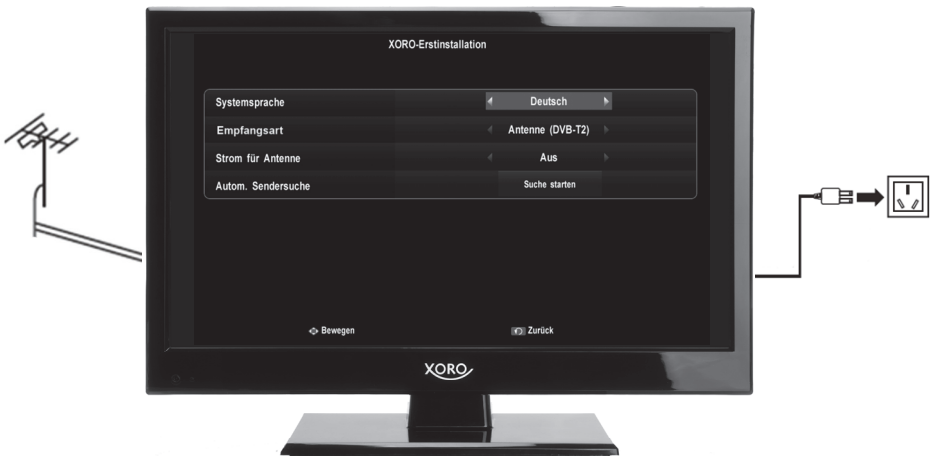 XORO-Erstinstallation
Systemsprache Deutsch
Empfangsart Antenne (DVB-T2)
Strom für Antenne Aus
Autom. Sendersuche Suche starten
Bewegen Zurück
XORO